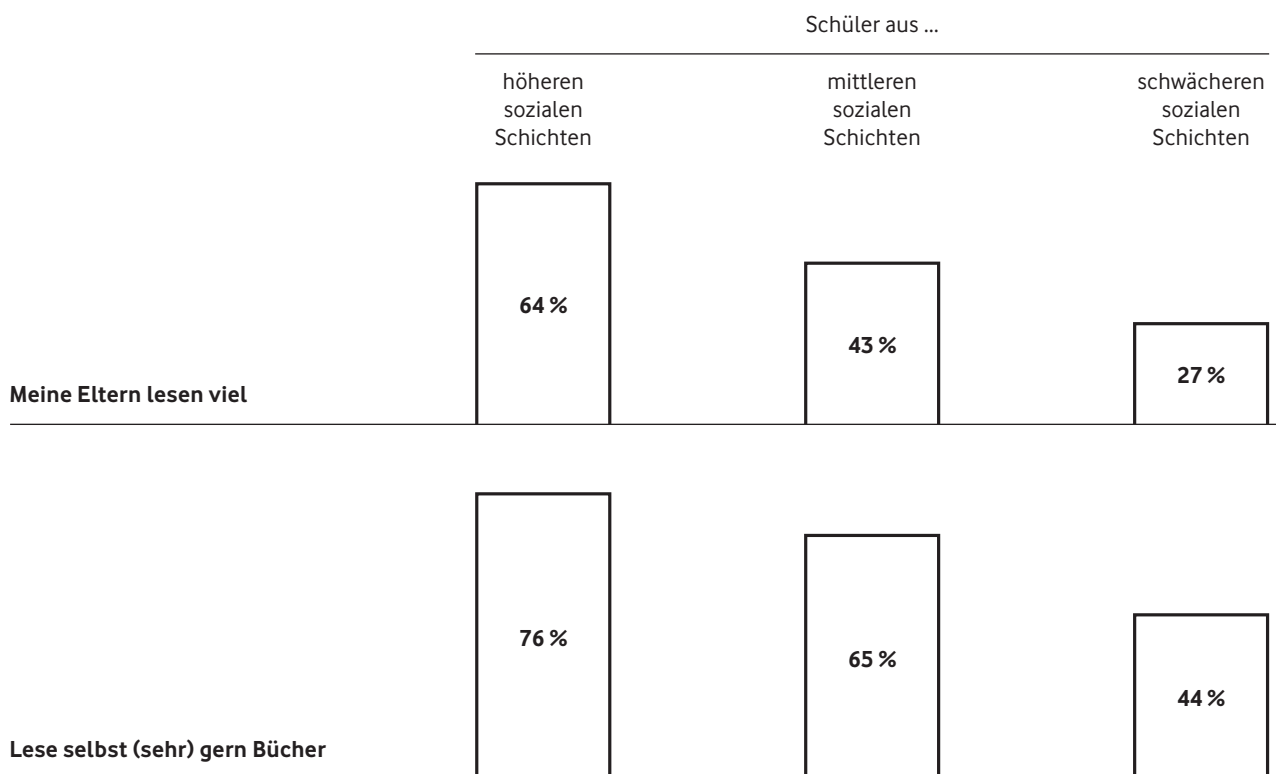 Schüler aus ...
höheren
sozialen
Schichten
mittleren
sozialen
Schichten
schwächeren
sozialen
Schichten
64 %
43 %
27 %
Meine Eltern lesen viel
76 %
65 %
44 %
Lese selbst (sehr) gern Bücher